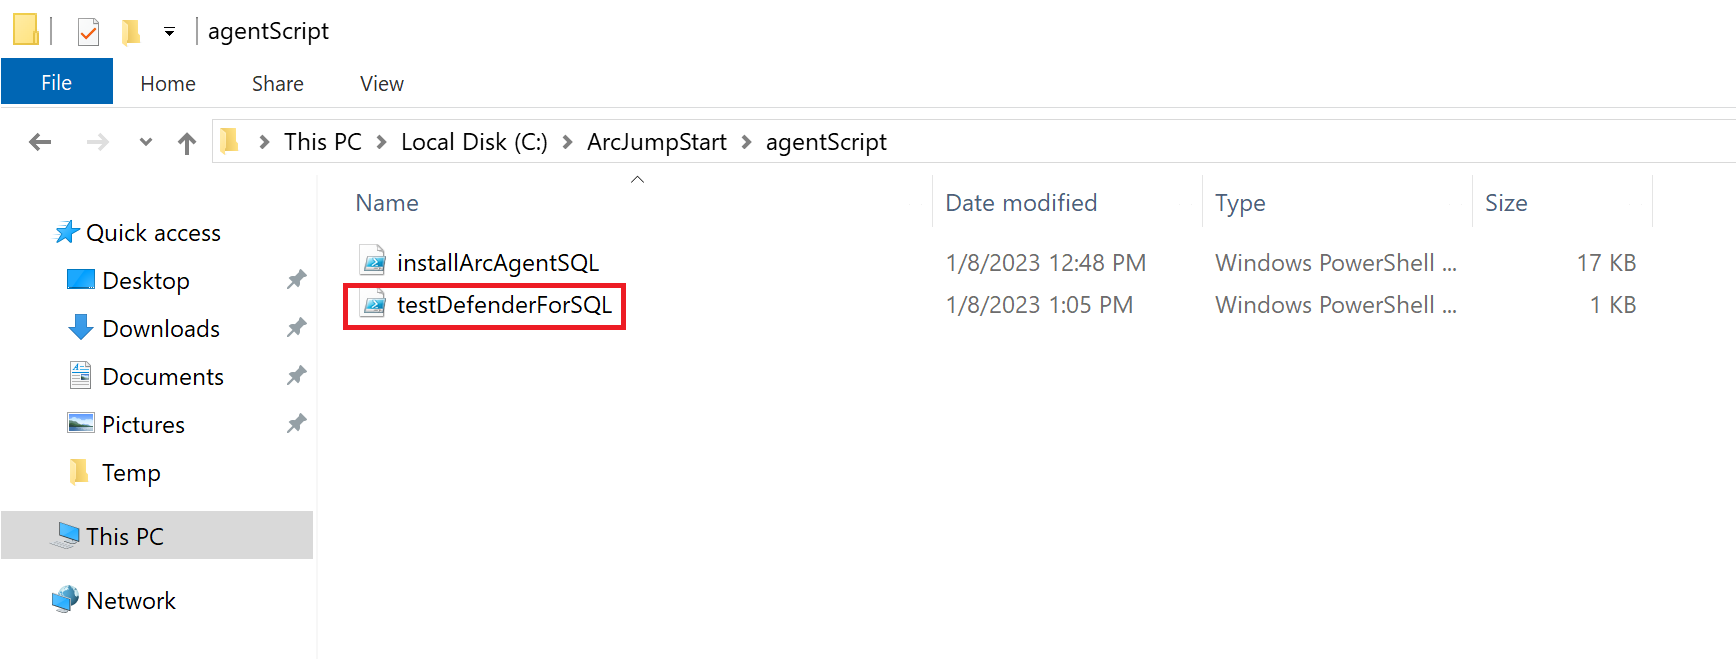 agentScript
File Home Share View
This PC Local Disk (C:) ArcJumpStart agentScript
Name Date modified Type Size
Quick access
Desktop
Downloads
Documents
Pictures
Temp
This PC
Network
installArcAgentSQL 1/8/2023 12:48 PM Windows PowerShell ... 17 KB
testDefenderForSQL 1/8/2023 1:05 PM Windows PowerShell ... 1 KB